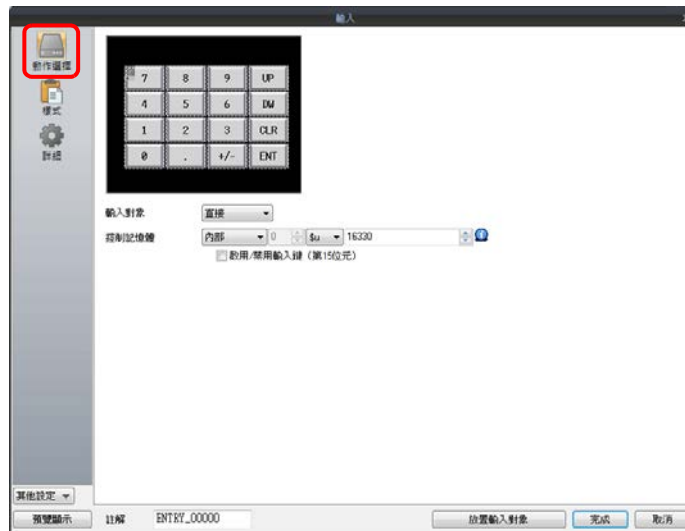 輸入
動作選擇
樣式
詳細
7 8 9 UP
4 5 6 DW
1 2 3 CLR
0 . +/- ENT
輸入對象 直接
控制記憶體 內部 0 $u 16330
啟用/禁用輸入鍵（第15位元）
其他設定
預覽顯示 註解 ENTRY_00000 放置輸入對象 完成 取消